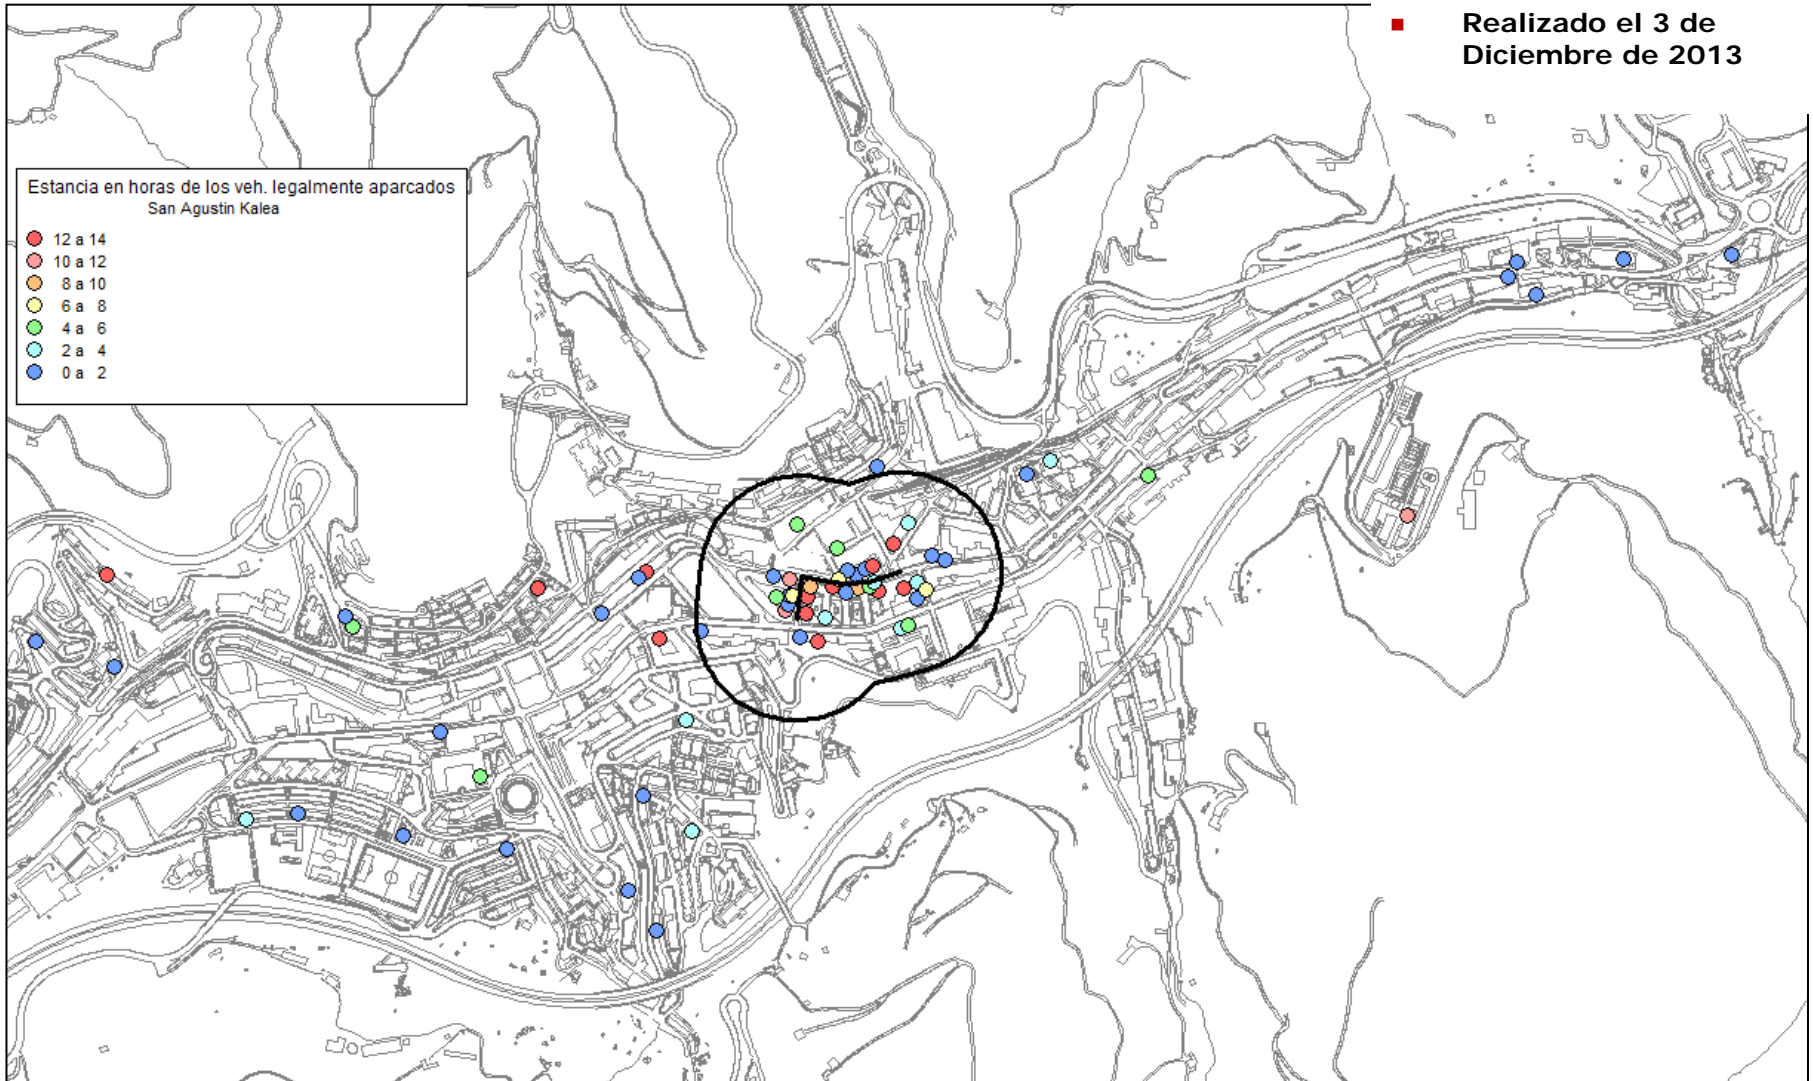 Realizado el 3 de
Diciembre de 2013
Estancia en horas de los veh. legalmente aparcados
San Agustin Kalea
12 a 14
10 a 12
8 a 10
6 a 8
4 a 6
2 a 4
0 a 2